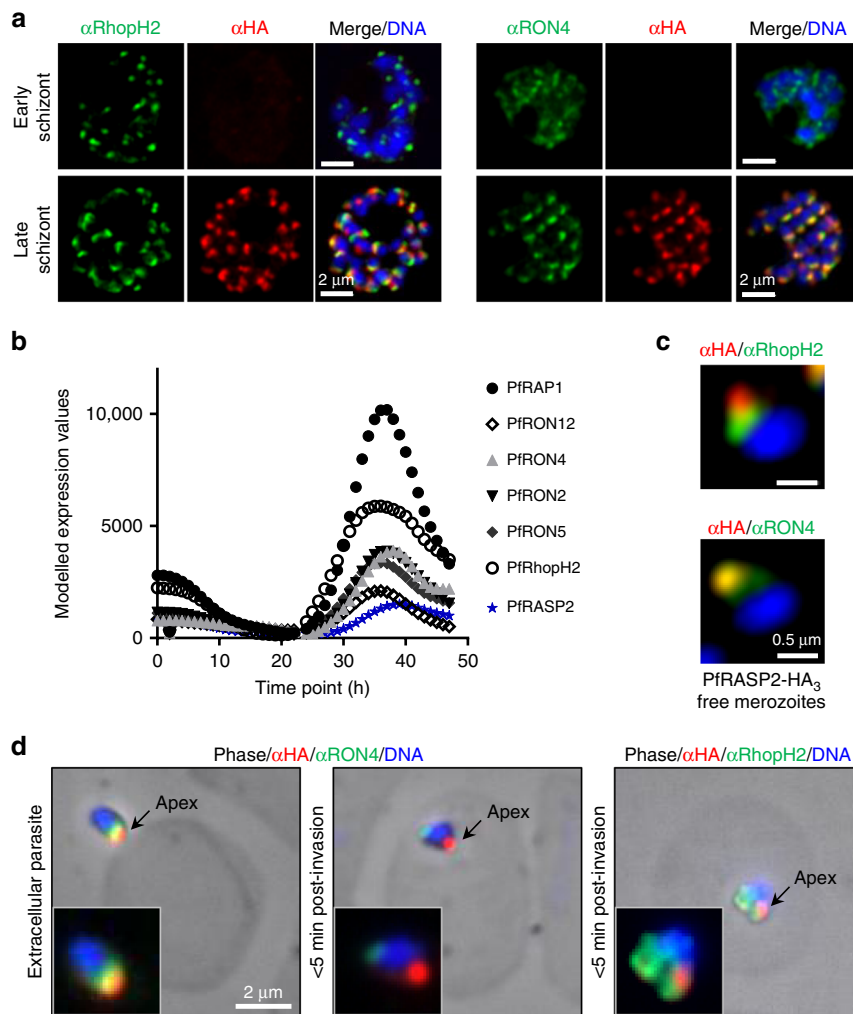 a
αRhopH2 αHA Merge/DNA αRON4 αHA Merge/DNA
Early schizont
Late schizont
2 μm
2 μm
b
Modelled expression values
10,000
5000
0
0 10 20 30 40 50
Time point (h)
PfRAP1
PfRON12
PfRON4
PfRON2
PfRON5
PfRhopH2
PfRASP2
c
αHA/αRhopH2
αHA/αRON4
0.5 μm
PfRASP2-HA3
free merozoites
d
Phase/αHA/αRON4/DNA Phase/αHA/αRhopH2/DNA
Extracellular parasite
Apex
2 μm
<5 min post-invasion
Apex
<5 min post-invasion
Apex